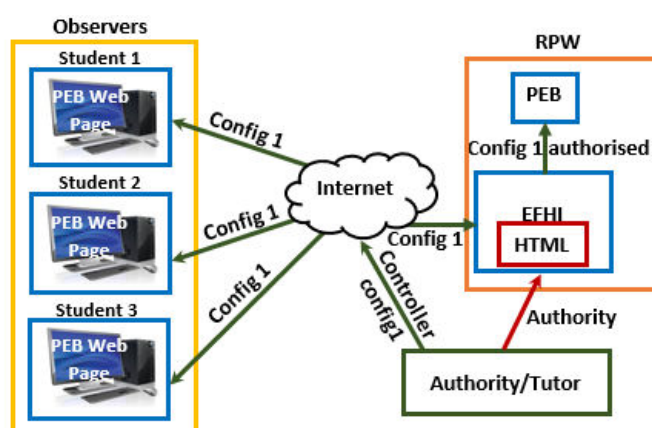 Observers
Student 1
PEB Web
Page
Config 1
Student 2
PEB Web
Page
Config 1
Student 3
PEB Web
Page
Config 1
Internet
Config 1
Controller
config1
RPW
PEB
Config 1 authorised
EFHI
HTML
Authority
Authority/Tutor